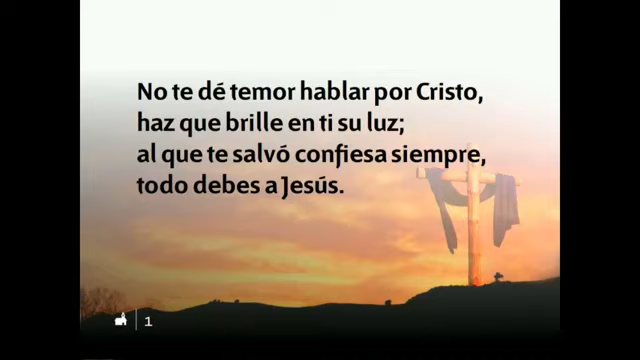 No te dé temor hablar por Cristo,
haz que brille en ti su luz;
al que te salvó confiesa siempre,
todo debes a Jesús.
1